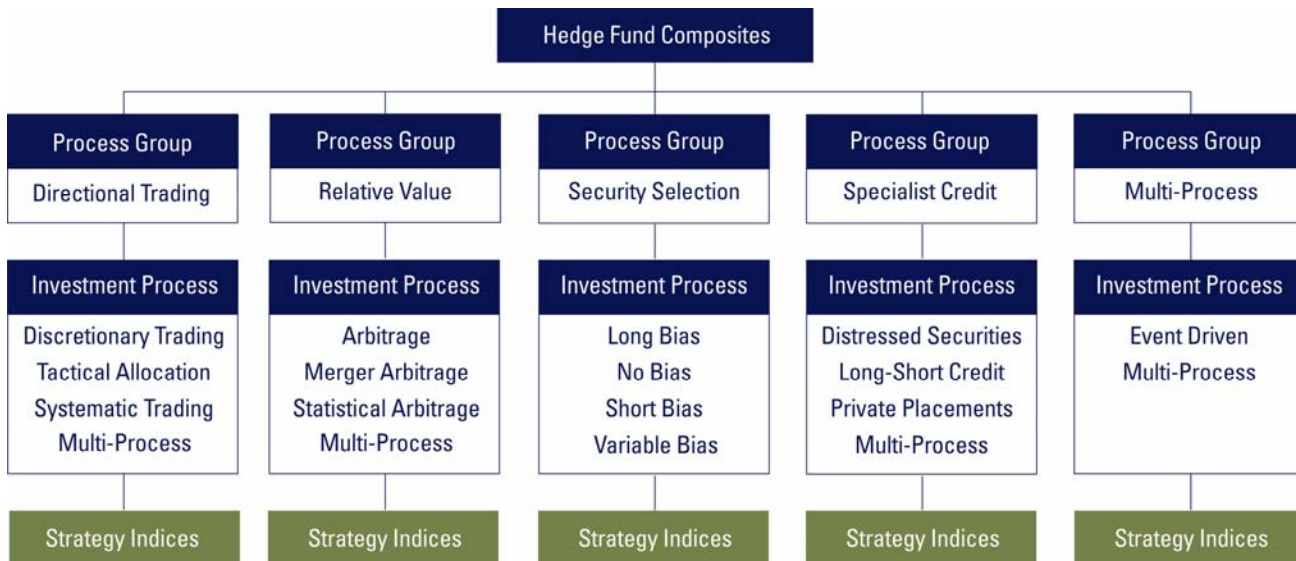 Hedge Fund Composites
Process Group
Directional Trading
Process Group
Relative Value
Process Group
Security Selection
Process Group
Specialist Credit
Process Group
Multi-Process
Investment Process
Discretionary Trading
Tactical Allocation
Systematic Trading
Multi-Process
Investment Process
Arbitrage
Merger Arbitrage
Statistical Arbitrage
Multi-Process
Investment Process
Long Bias
No Bias
Short Bias
Variable Bias
Investment Process
Distressed Securities
Long-Short Credit
Private Placements
Multi-Process
Investment Process
Event Driven
Multi-Process
Strategy Indices
Strategy Indices
Strategy Indices
Strategy Indices
Strategy Indices